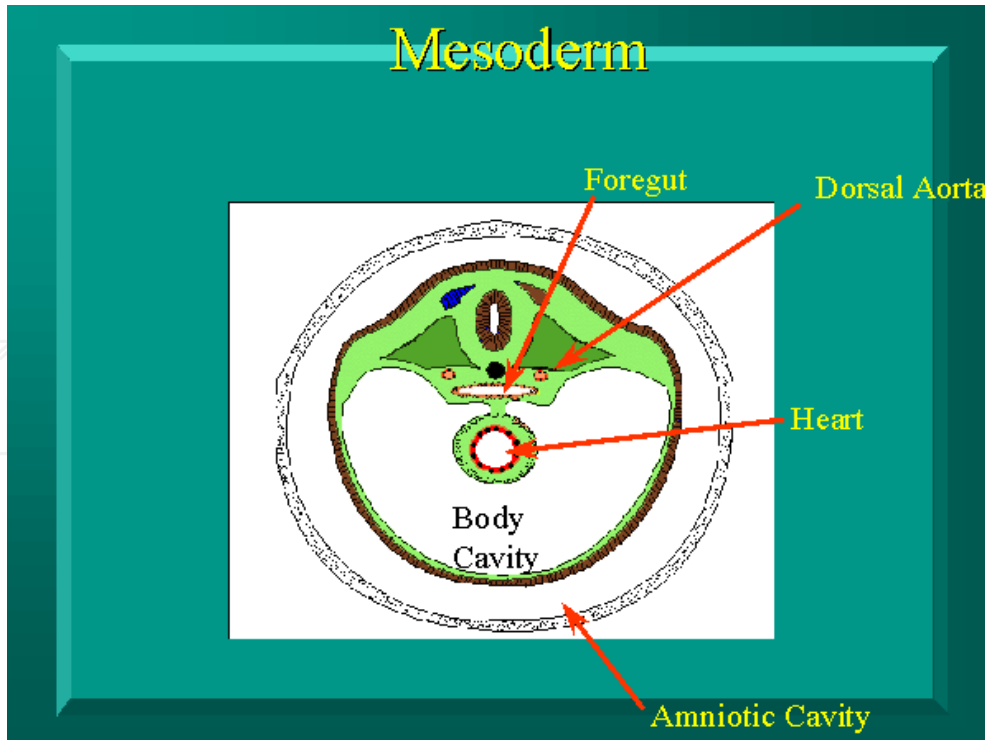 Mesoderm
Foregut
Dorsal Aorta
Heart
Body
Cavity
Amniotic Cavity